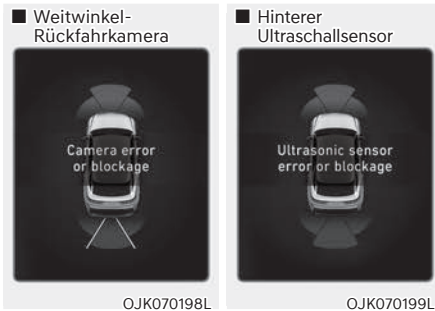 ■ Weitwinkel-
Rückfahrkamera
Camera error
or blockage
OJK070198L
■ Hinterer
Ultraschallsensor
Ultrasonic sensor
error or blockage
OJK070199L